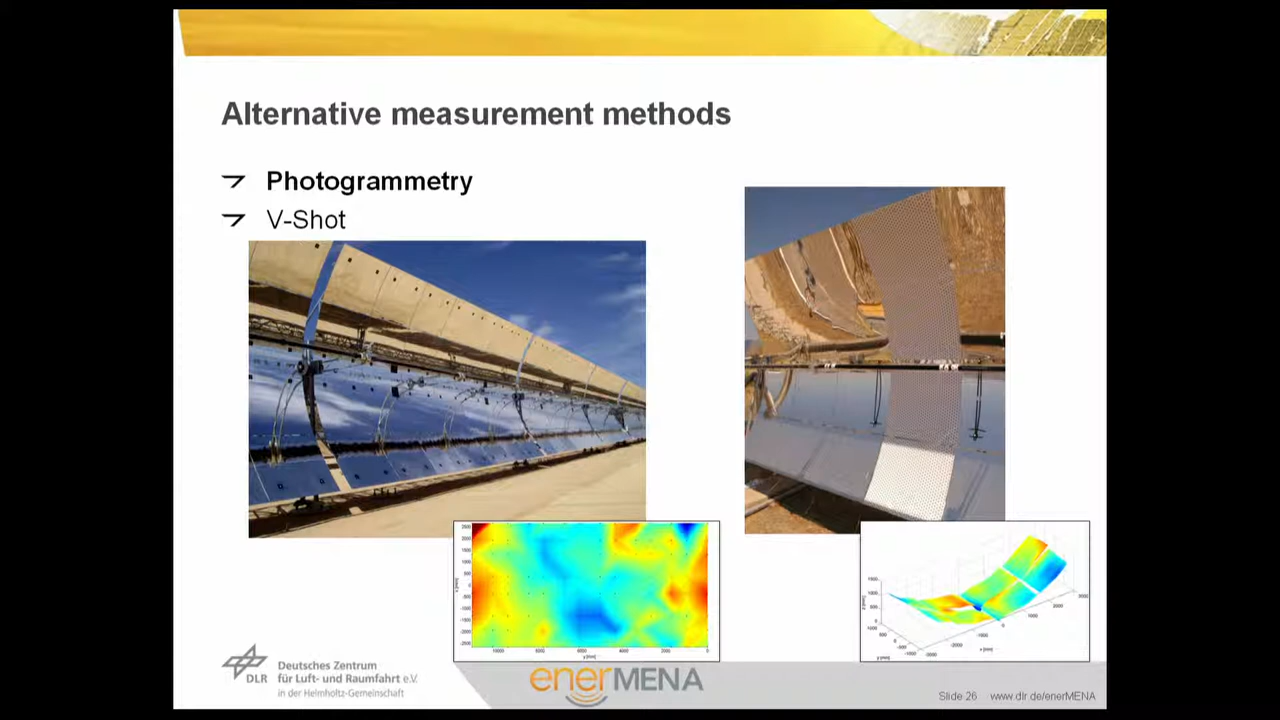 Alternative measurement methods
Photogrammetry
V-Shot
DLR
Deutsches Zentrum
für Luft- und Raumfahrt e.V.
in der Helmholtz-Gemeinschaft
enerMENA
Slide 26 www.dlr.de/enerMENA